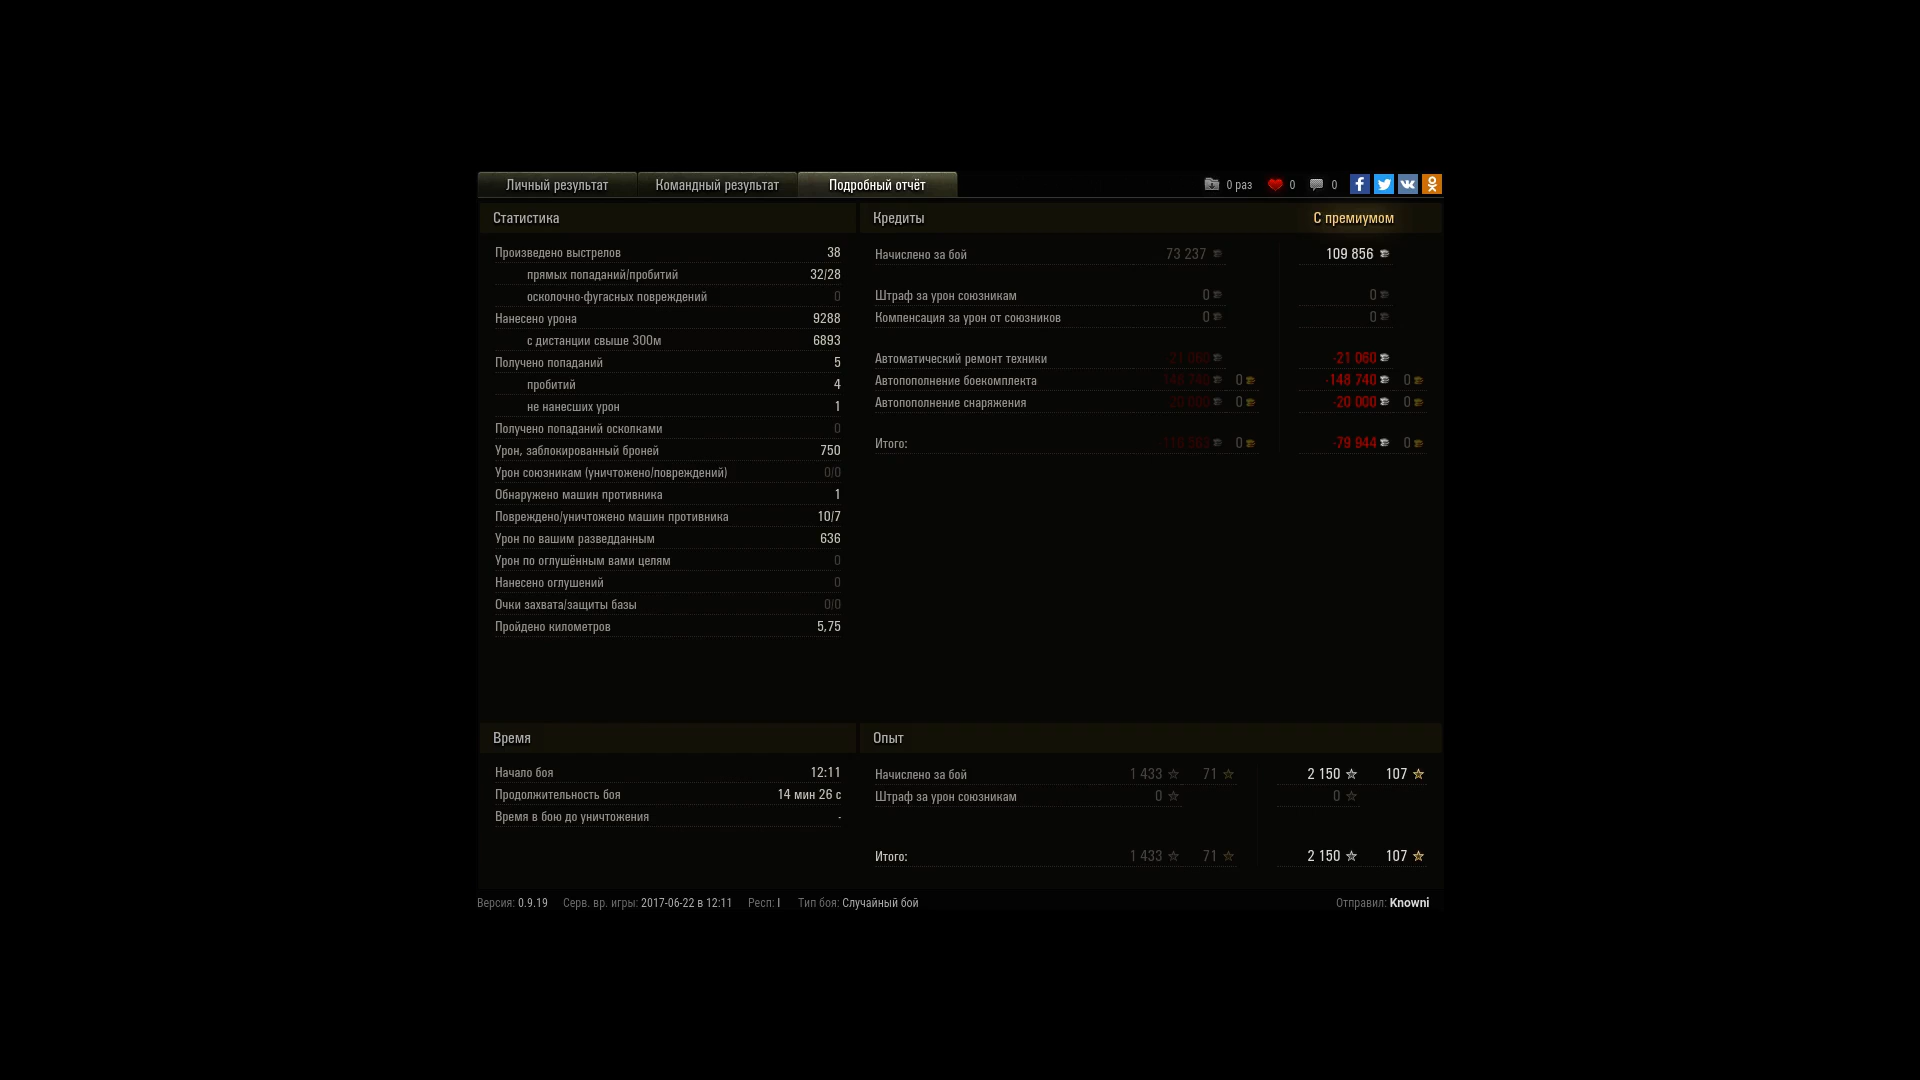 Личный результат Командный результат Подробный отчёт 0 раз 0 0
Статистика
Произведено выстрелов 38
прямых попаданий/пробитий 32/28
осколочно-фугасных повреждений 0
Нанесено урона 9288
с дистанции свыше 300м 6893
Получено попаданий 5
пробитий 4
не нанесших урон 1
Получено попаданий осколками 0
Урон, заблокированный броней 750
Урон союзникам (уничтожено/повреждений) 0/0
Обнаружено машин противника 1
Повреждено/уничтожено машин противника 10/7
Урон по вашим разведданным 636
Урон по оглушённым вами целям 0
Нанесено оглушений 0
Очки захвата/защиты базы 0/0
Пройдено километров 5,75
Кредиты С премиумом
Начислено за бой 73 237 109 856
Штраф за урон союзникам 0 0
Компенсация за урон от союзников 0 0
Автоматический ремонт техники -21 060 -21 060
Автопополнение боекомплекта -148 740 0 -148 740 0
Автопополнение снаряжения -20 000 0 -20 000 0
Итого: 0 -79 944 0
Время
Начало боя 12:11
Продолжительность боя 14 мин 26 с
Время в бою до уничтожения -
Опыт
Начислено за бой 1 433 71 2 150 107
Штраф за урон союзникам 0 0
Итого: 1 433 71 2 150 107
Версия: 0.9.19 Серв. вр. игры: 2017-06-22 в 12:11 Респ: I Тип боя: Случайный бой Отправил: Knowni